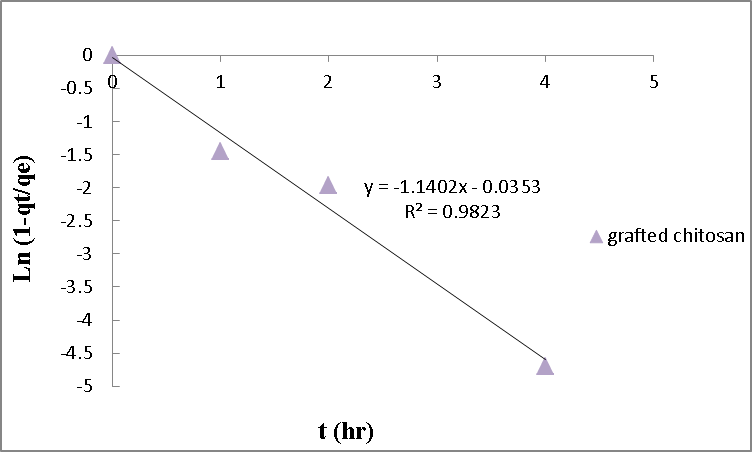 0
0 1 2 3 4 5
-0.5
-1
-1.5
-2
-2.5
-3
-3.5
-4
-4.5
-5
Ln (1-qt/qe)
y = -1.1402x - 0.0353
R² = 0.9823
grafted chitosan
t (hr)